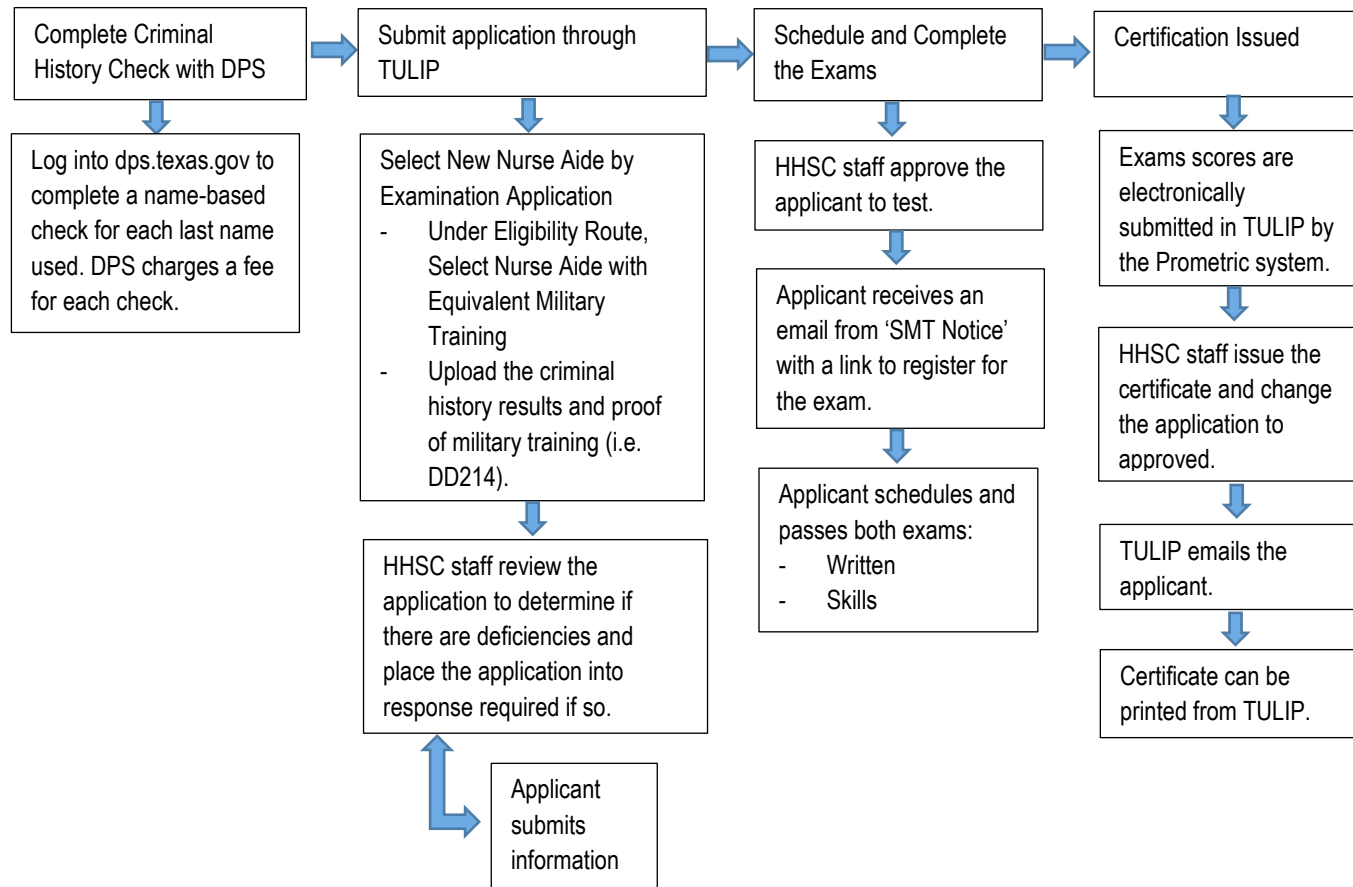 Complete Criminal
History Check with DPS
Log into dps.texas.gov to
complete a name-based
check for each last name
used. DPS charges a fee
for each check.
Submit application through
TULIP
Select New Nurse Aide by
Examination Application
- Under Eligibility Route,
Select Nurse Aide with
Equivalent Military
Training
- Upload the criminal
history results and proof
of military training (i.e.
DD214).
HHSC staff review the
application to determine if
there are deficiencies and
place the application into
response required if so.
Applicant
submits
information
Schedule and Complete
the Exams
HHSC staff approve the
applicant to test.
Applicant receives an
email from ‘SMT Notice’
with a link to register for
the exam.
Applicant schedules and
passes both exams:
- Written
- Skills
Certification Issued
Exams scores are
electronically
submitted in TULIP by
the Prometric system.
HHSC staff issue the
certificate and change
the application to
approved.
TULIP emails the
applicant.
Certificate can be
printed from TULIP.